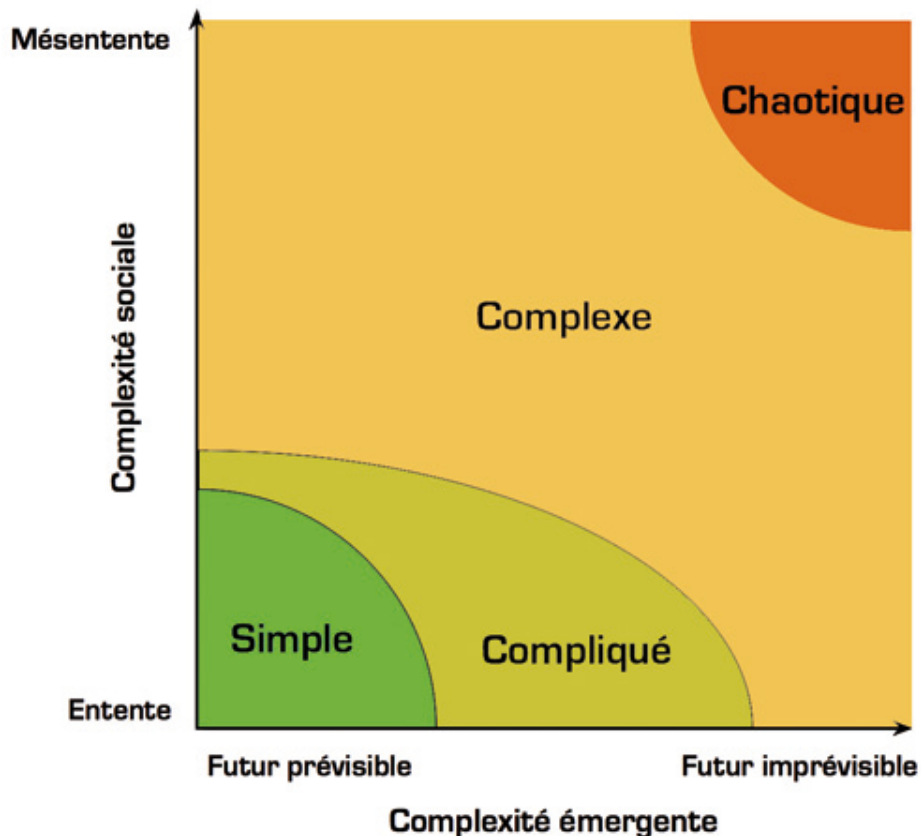 Mésentente
Chaotique
Complexité sociale
Complexe
Simple
Compliqué
Entente
Futur prévisible
Futur imprévisible
Complexité émergente